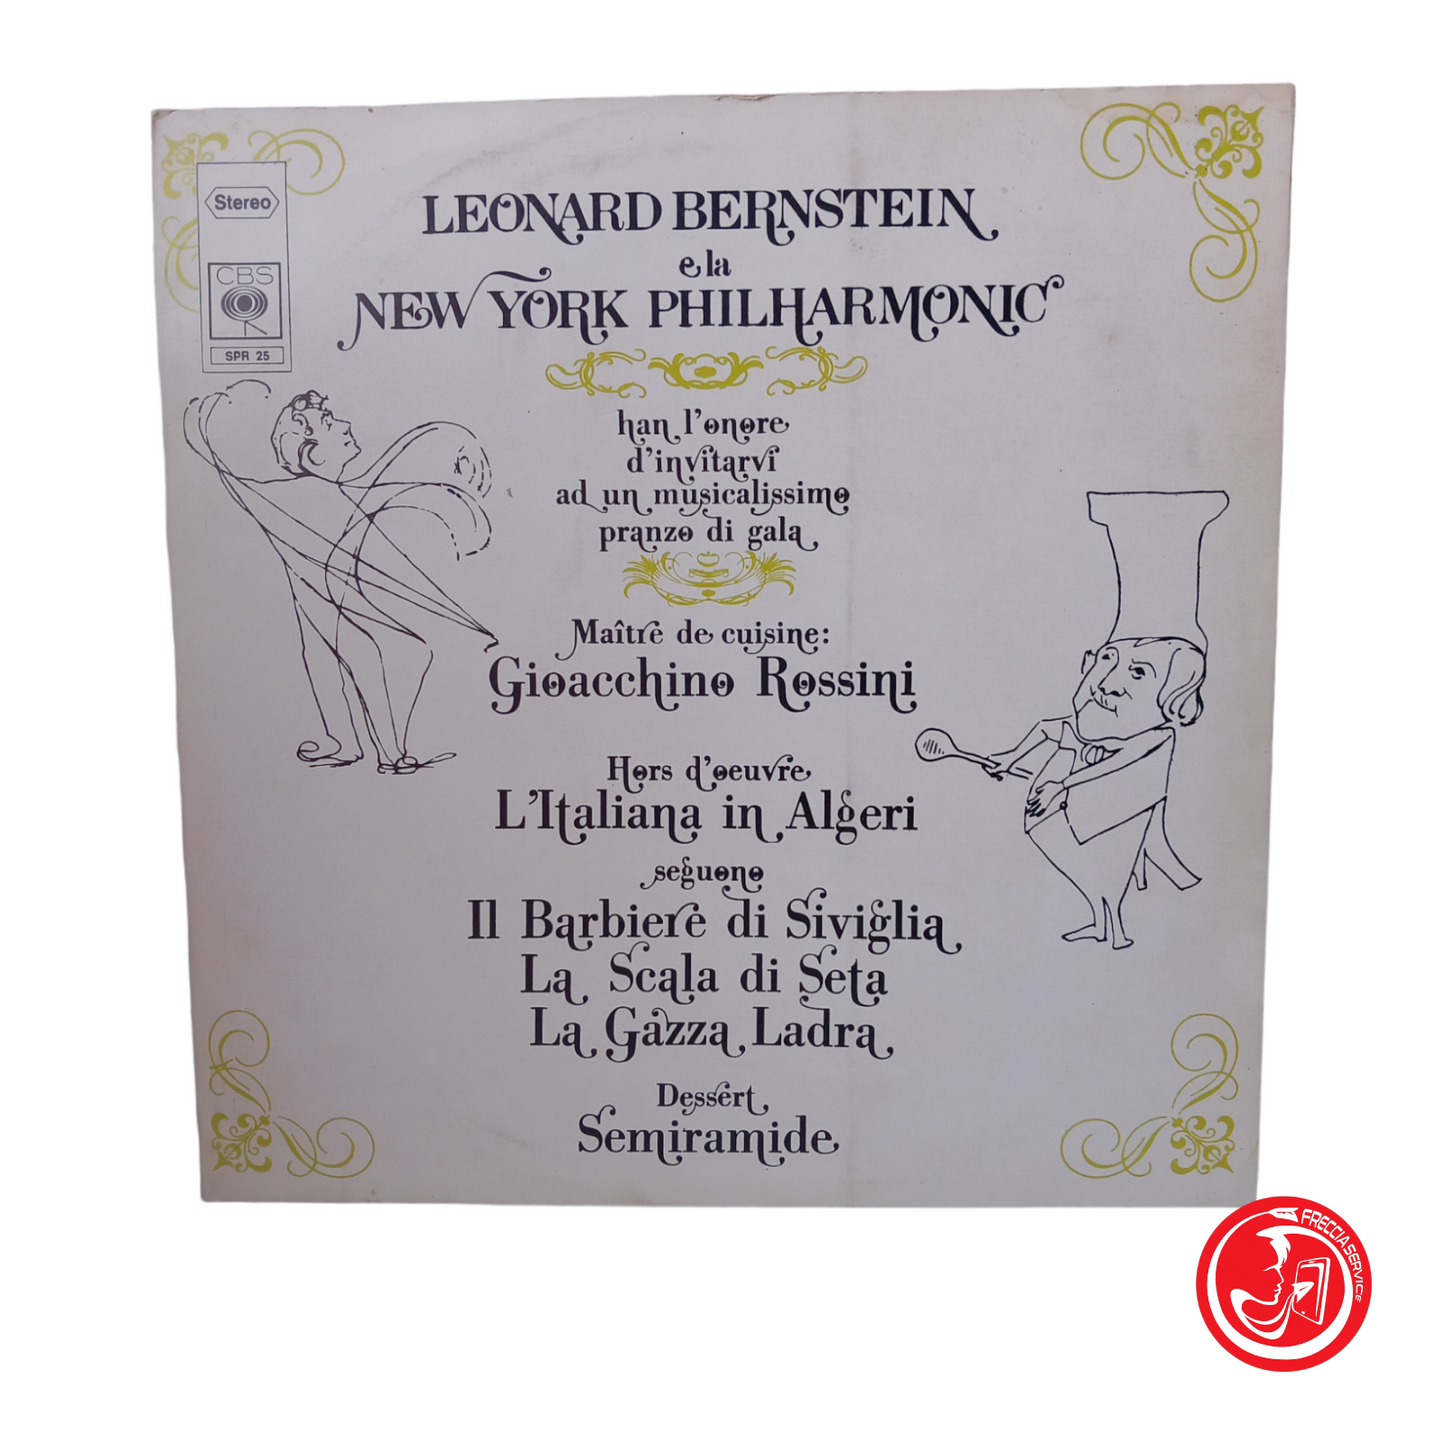 Stereo
CBS
SPR 25
LEONARD BERNSTEIN
e la
NEW YORK PHILHARMONIC
han l'onore
d'invitarvi
ad un musicalissimo
pranzo di gala
Maître de cuisine:
Gioacchino Rossini
Hors d'oeuvre
L'Italiana in Algeri
seguono
Il Barbiere di Siviglia
La Scala di Seta
La Gazza Ladra
Dessert
Semiramide
FRECCIA SERVICE